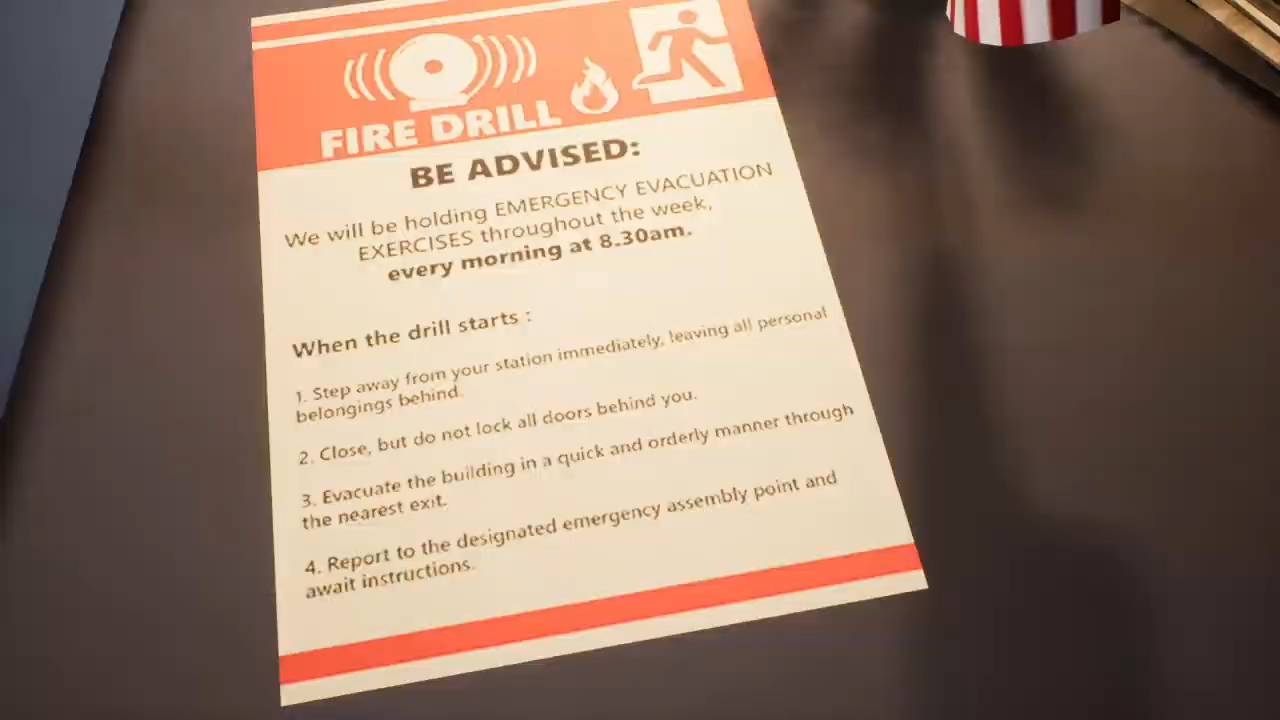 FIRE DRILL
BE ADVISED:
We will be holding EMERGENCY EVACUATION
EXERCISES throughout the week,
every morning at 8.30am.
When the drill starts :
1. Step away from your station immediately, leaving all personal
belongings behind.
2. Close, but do not lock all doors behind you.
3. Evacuate the building in a quick and orderly manner through
the nearest exit.
4. Report to the designated emergency assembly point and
await instructions.